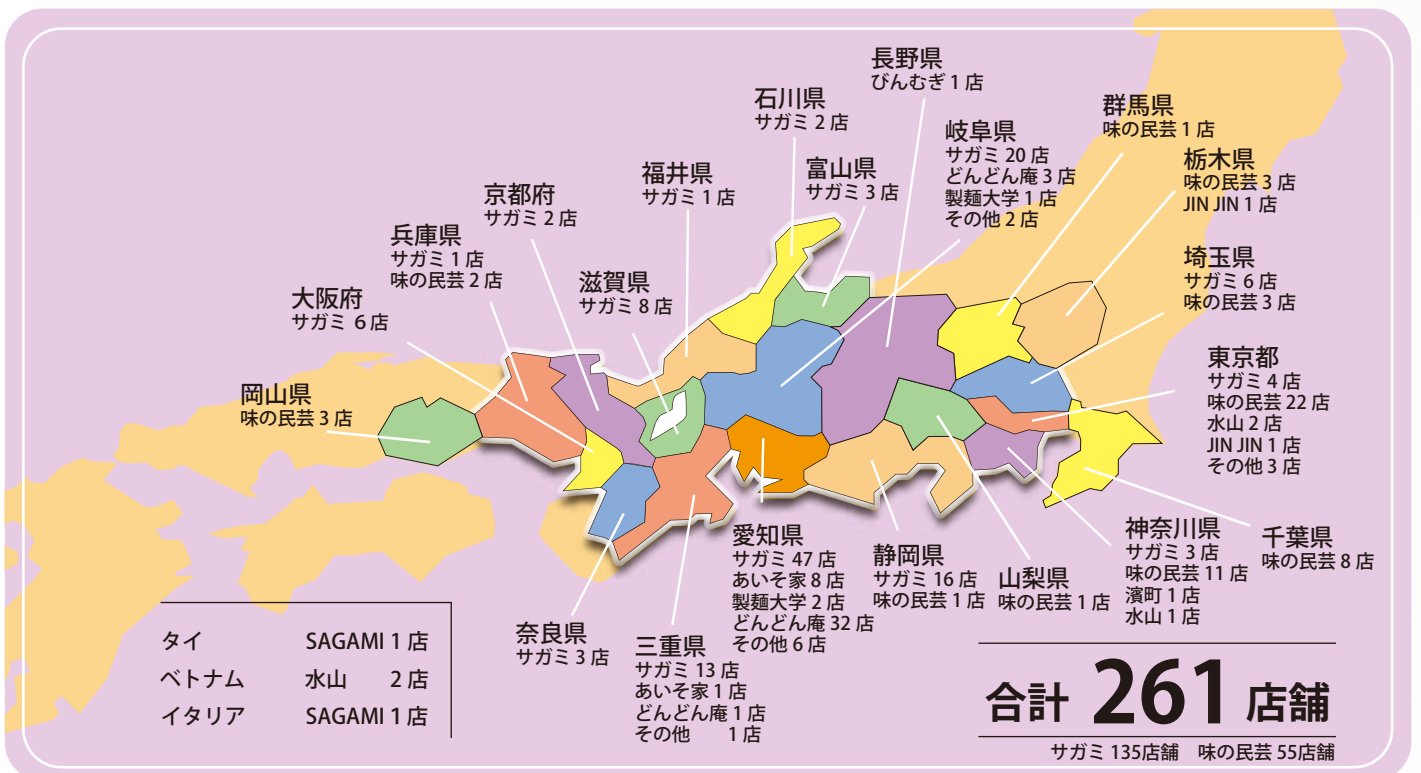 長野県
びんむぎ 1 店
石川県
サガミ 2 店
群馬県
味の民芸 1 店
岐阜県
サガミ 20 店
どんどん庵 3 店
製麺大学 1 店
その他 2 店
栃木県
味の民芸 3 店
JIN JIN 1 店
富山県
サガミ 3 店
福井県
サガミ 1 店
京都府
サガミ 2 店
兵庫県
サガミ 1 店
味の民芸 2 店
滋賀県
サガミ 8 店
埼玉県
サガミ 6 店
味の民芸 3 店
大阪府
サガミ 6 店
東京都
サガミ 4 店
味の民芸 22 店
水山 2 店
JIN JIN 1 店
その他 3 店
岡山県
味の民芸 3 店
愛知県
サガミ 47 店
あいそ家 8 店
製麺大学 2 店
どんどん庵 32 店
その他 6 店
静岡県
サガミ 16 店
味の民芸 1 店
山梨県
味の民芸 1 店
神奈川県
サガミ 3 店
味の民芸 11 店
濱町 1 店
水山 1 店
千葉県
味の民芸 8 店
奈良県
サガミ 3 店
三重県
サガミ 13 店
あいそ家 1 店
どんどん庵 1 店
その他 1 店
タイ SAGAMI 1 店
ベトナム 水山 2 店
イタリア SAGAMI 1 店
合計 261 店舗
サガミ 135店舗 味の民芸 55店舗